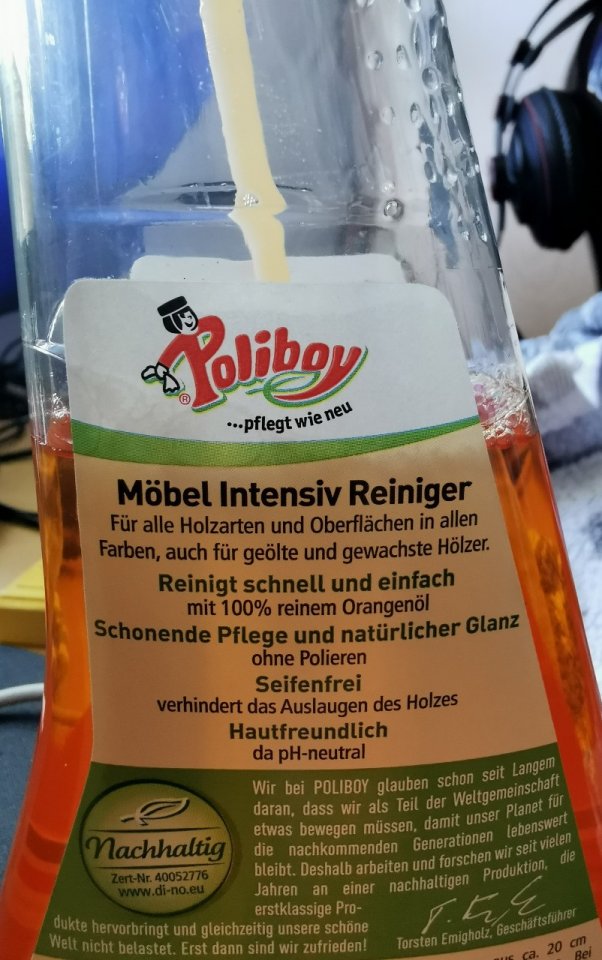 Poliboy
®
...pflegt wie neu
Möbel Intensiv Reiniger
Für alle Holzarten und Oberflächen in allen
Farben, auch für geölte und gewachste Hölzer.
Reinigt schnell und einfach
mit 100% reinem Orangenöl
Schonende Pflege und natürlicher Glanz
ohne Polieren
Seifenfrei
verhindert das Auslaugen des Holzes
Hautfreundlich
da pH-neutral
Nachhaltig
Zert-Nr. 40052776
www.di-no.eu
Wir bei POLIBOY glauben schon seit Langem
daran, dass wir als Teil der Weltgemeinschaft
etwas bewegen müssen, damit unser Planet für
die nachkommenden Generationen lebenswert
bleibt. Deshalb arbeiten und forschen wir seit vielen
Jahren an einer nachhaltigen Produktion, die
erstklassige Pro-
dukte hervorbringt und gleichzeitig unsere schöne
Welt nicht belastet. Erst dann sind wir zufrieden!
Torsten Emigholz, Geschäftsführer
ca. 20 cm
Bei